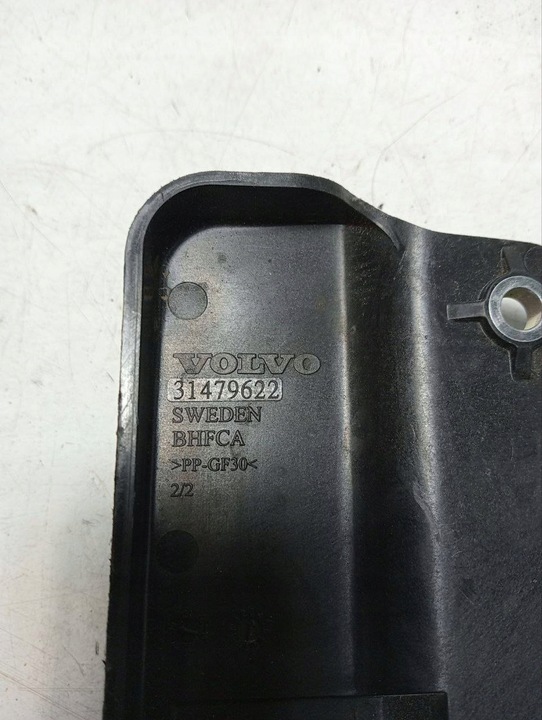 VOLVO
31479622
SWEDEN
BHFCA
>PP-GF30<
2/2